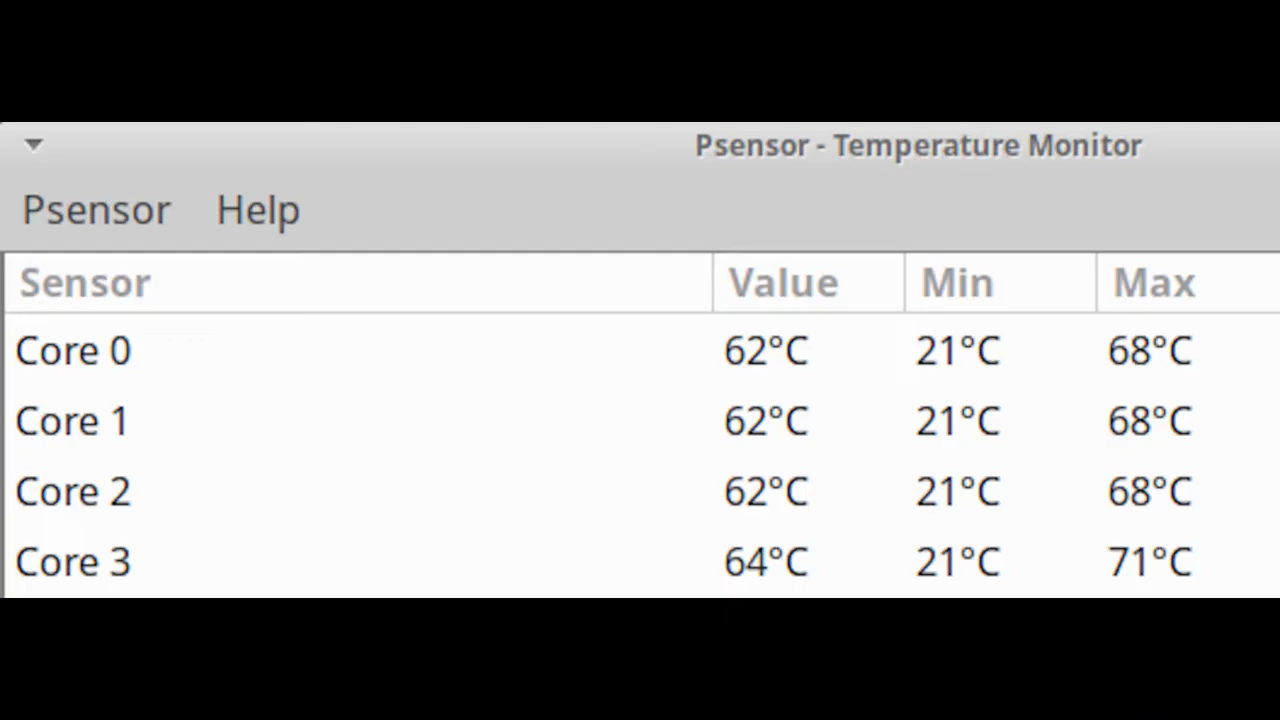 Psensor - Temperature Monitor
Psensor Help
Sensor Value Min Max
Core 0 62°C 21°C 68°C
Core 1 62°C 21°C 68°C
Core 2 62°C 21°C 68°C
Core 3 64°C 21°C 71°C